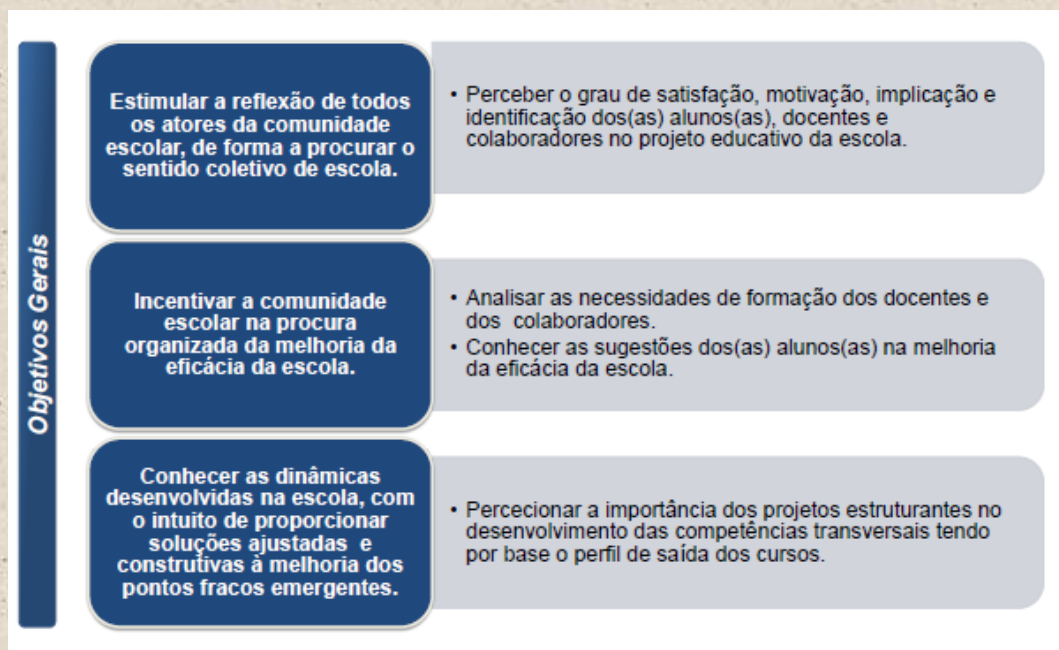 Objetivos Gerais
Estimular a reflexão de todos
os atores da comunidade
escolar, de forma a procurar o
sentido coletivo de escola.
• Perceber o grau de satisfação, motivação, implicação e
identificação dos(as) alunos(as), docentes e
colaboradores no projeto educativo da escola.
Incentivar a comunidade
escolar na procura
organizada da melhoria da
eficácia da escola.
• Analisar as necessidades de formação dos docentes e
dos colaboradores.
• Conhecer as sugestões dos(as) alunos(as) na melhoria
da eficácia da escola.
Conhecer as dinâmicas
desenvolvidas na escola, com
o intuito de proporcionar
soluções ajustadas e
construtivas à melhoria dos
pontos fracos emergentes.
• Percecionar a importância dos projetos estruturantes no
desenvolvimento das competências transversais tendo
por base o perfil de saída dos cursos.